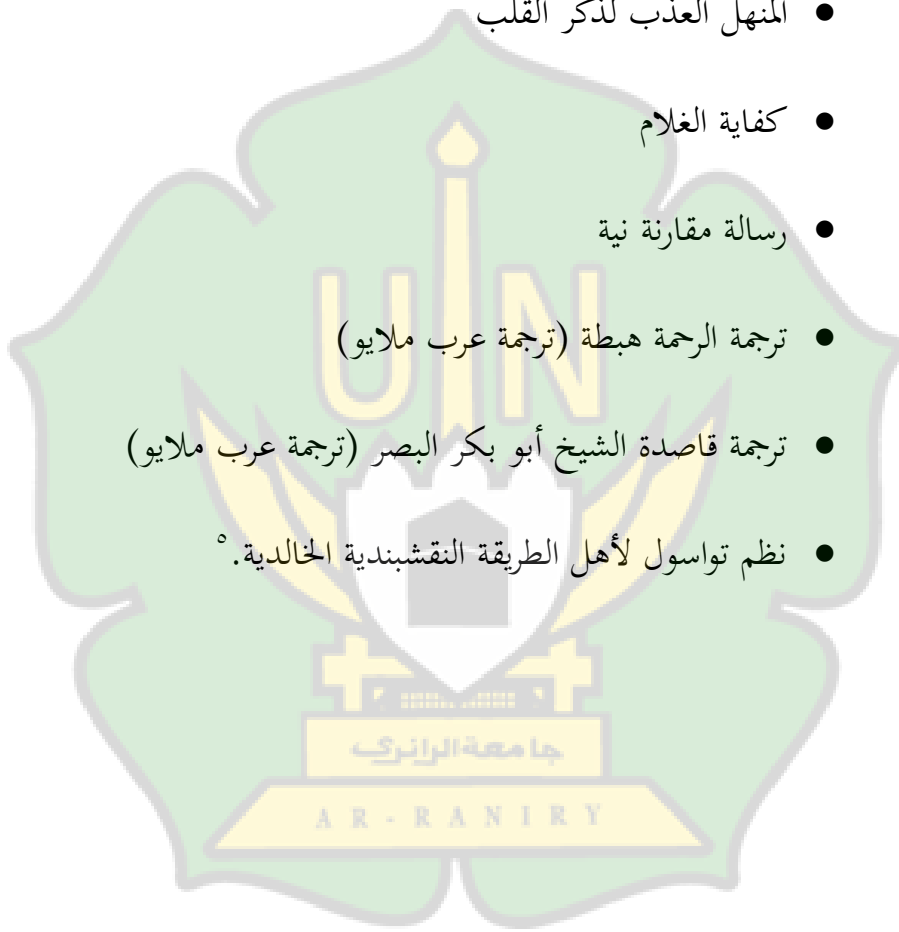 ● المنهل العذب لذكر القلب
● كفاية الغلام
● رسالة مقارنة نية
● ترجمة الرحمة هبطة (ترجمة عرب ملايو)
● ترجمة قاصدة الشيخ أبو بكر البصر (ترجمة عرب ملايو)
● نظم تواسول لأهل الطريقة النقشبندية الخالدية.°
UIN
جامعة الرانري
AR-RANIRY